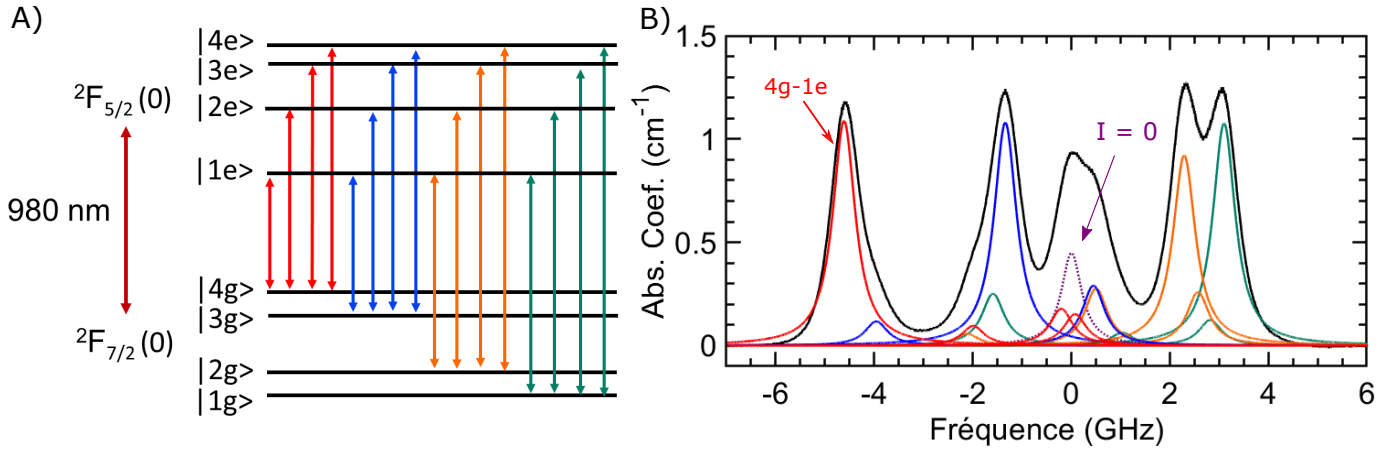 A)
|4e>
|3e>
²F₅/₂(0)
|2e>
|1e>
980 nm
|4g>
|3g>
²F₇/₂(0)
|2g>
|1g>
B)
1.5
1
0.5
0
Abs. Coef. (cm⁻¹)
4g-1e
I = 0
-6 -4 -2 0 2 4 6
Fréquence (GHz)